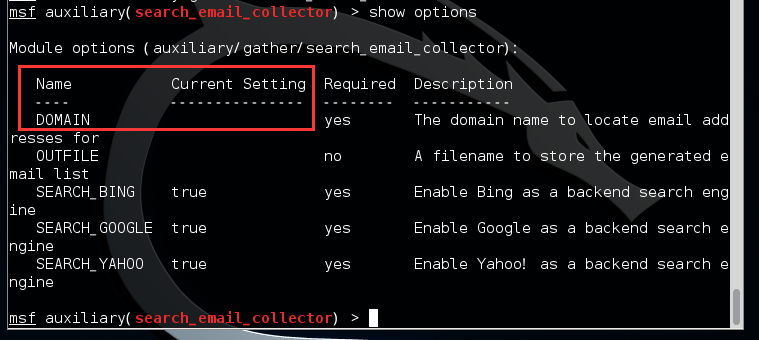 msf auxiliary(search_email_collector) > show options
Module options (auxiliary/gather/search_email_collector):
Name Current Setting Required Description
---- --------------- -------- -----------
DOMAIN yes The domain name to locate email add
resses for
OUTFILE no A filename to store the generated e
mail list
SEARCH_BING true yes Enable Bing as a backend search eng
ine
SEARCH_GOOGLE true yes Enable Google as a backend search e
ngine
SEARCH_YAHOO true yes Enable Yahoo! as a backend search e
ngine
msf auxiliary(search_email_collector) >